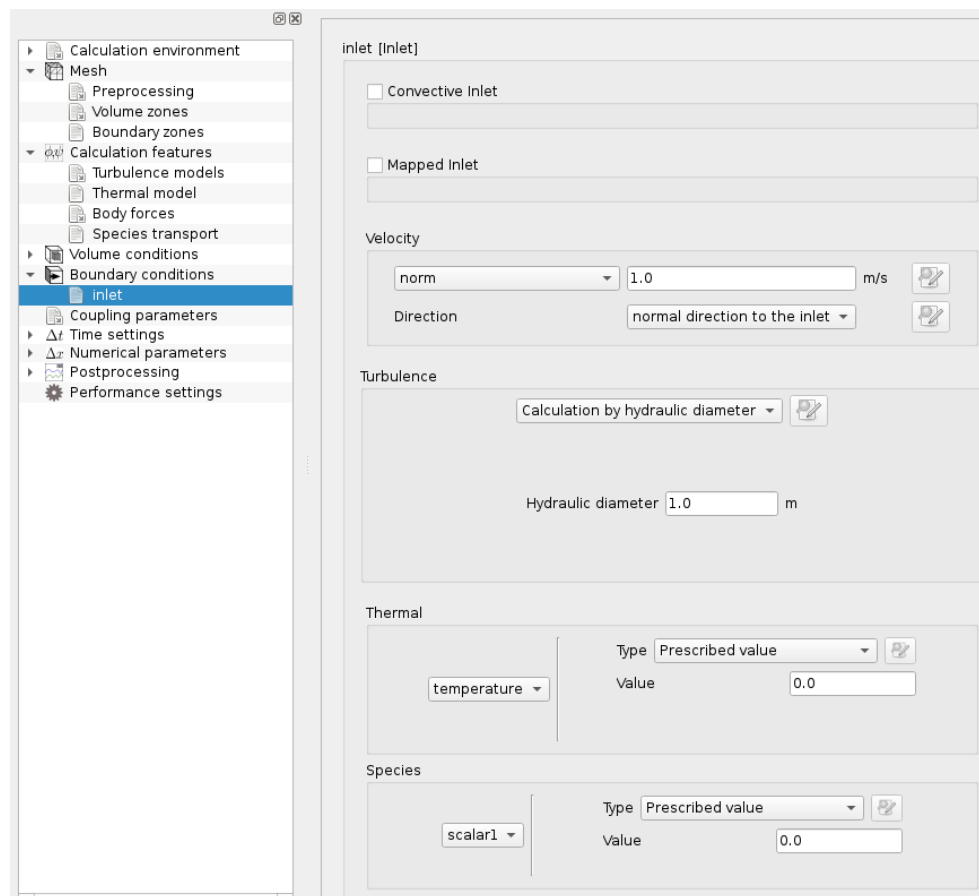 Calculation environment
Mesh
Preprocessing
Volume zones
Boundary zones
Calculation features
Turbulence models
Thermal model
Body forces
Species transport
Volume conditions
Boundary conditions
inlet
Coupling parameters
Δt Time settings
Δx Numerical parameters
Postprocessing
Performance settings
inlet [Inlet]
Convective Inlet
Mapped Inlet
Velocity
norm 1.0 m/s
Direction normal direction to the inlet
Turbulence
Calculation by hydraulic diameter
Hydraulic diameter 1.0 m
Thermal
temperature
Type Prescribed value
Value 0.0
Species
scalar1
Type Prescribed value
Value 0.0